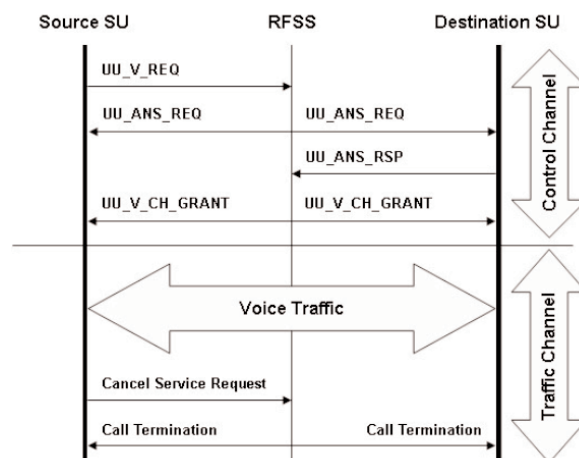 Source SU RFSS Destination SU
UU_V_REQ
UU_ANS_REQ UU_ANS_REQ
UU_ANS_RSP
UU_V_CH_GRANT UU_V_CH_GRANT
Control Channel
Voice Traffic
Cancel Service Request
Call Termination Call Termination
Traffic Channel